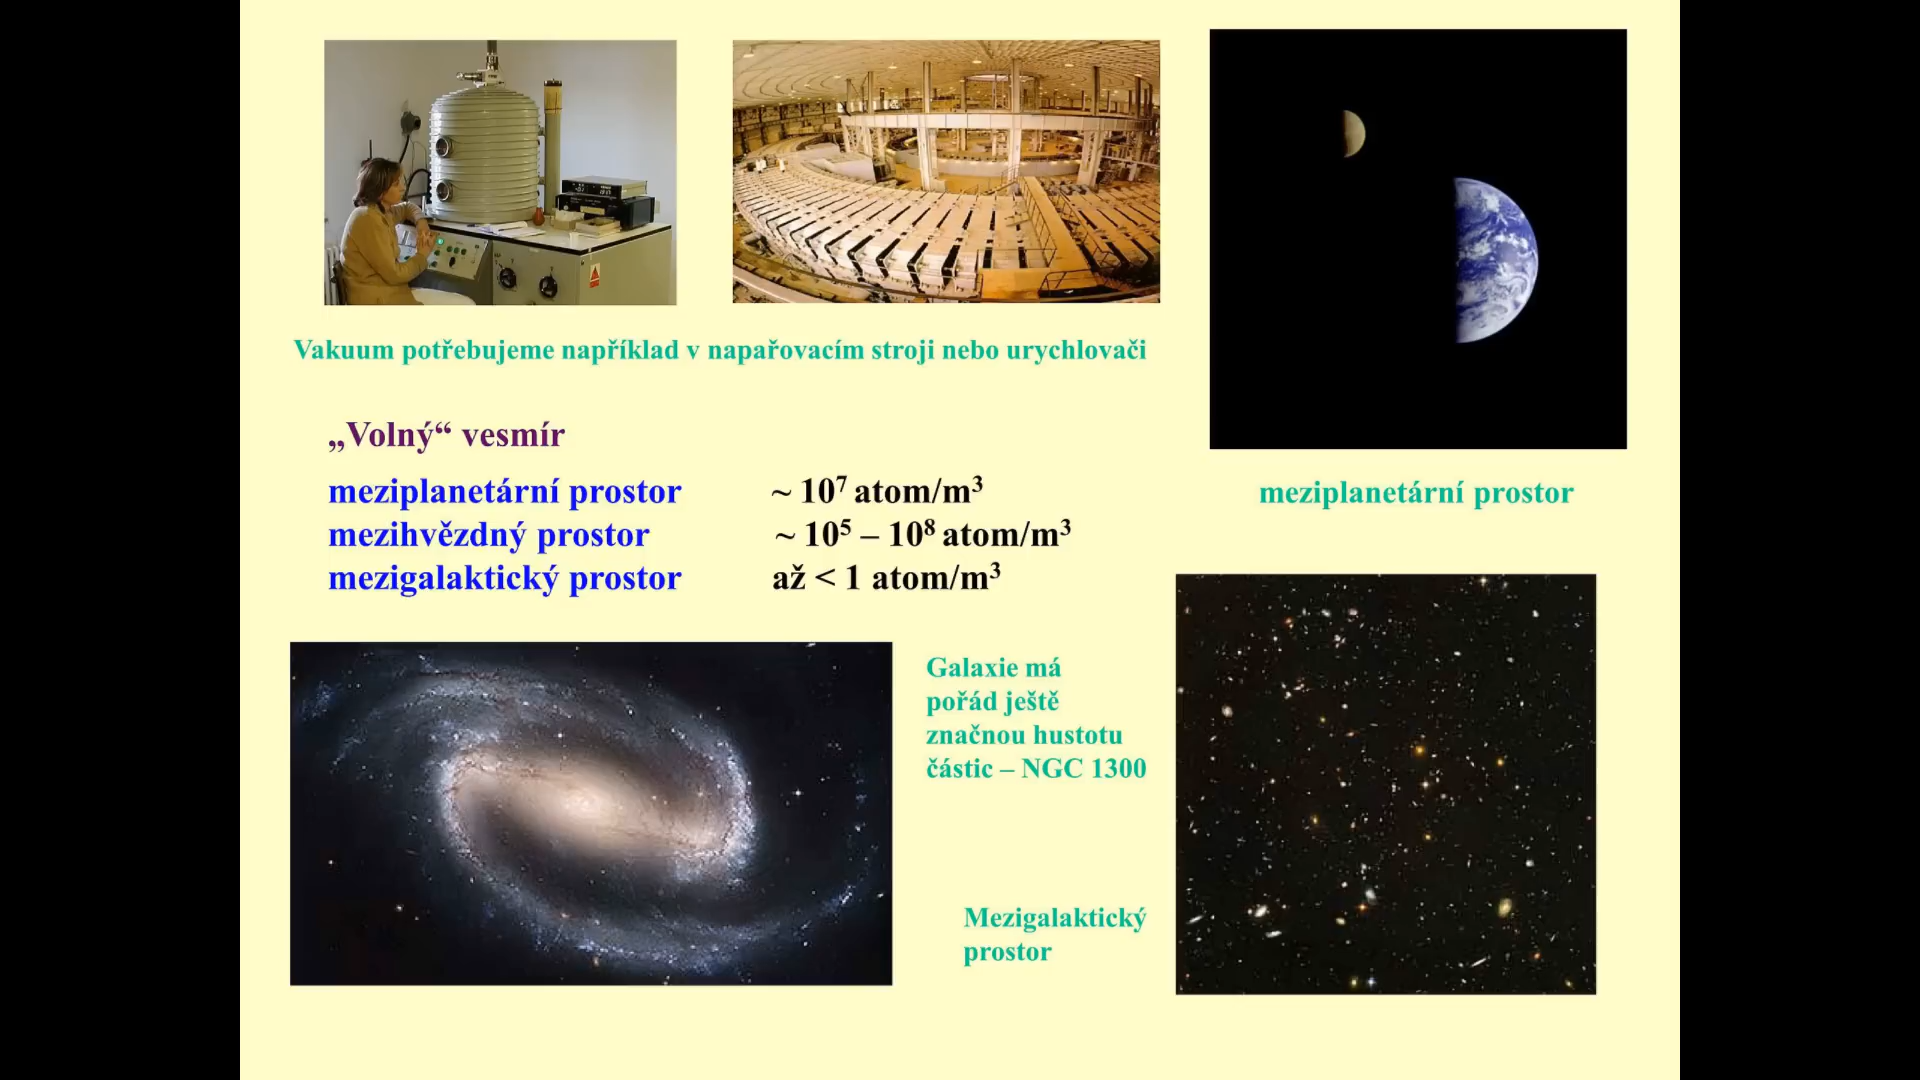 Vakuum potřebujeme například v napařovacím stroji nebo urychlovači
„Volný“ vesmír
meziplanetární prostor ~ 10⁷ atom/m³
mezihvězdný prostor ~ 10⁵ – 10⁸ atom/m³
mezigalaktický prostor až < 1 atom/m³
meziplanetární prostor
Galaxie má
pořád ještě
značnou hustotu
částic – NGC 1300
Mezigalaktický
prostor